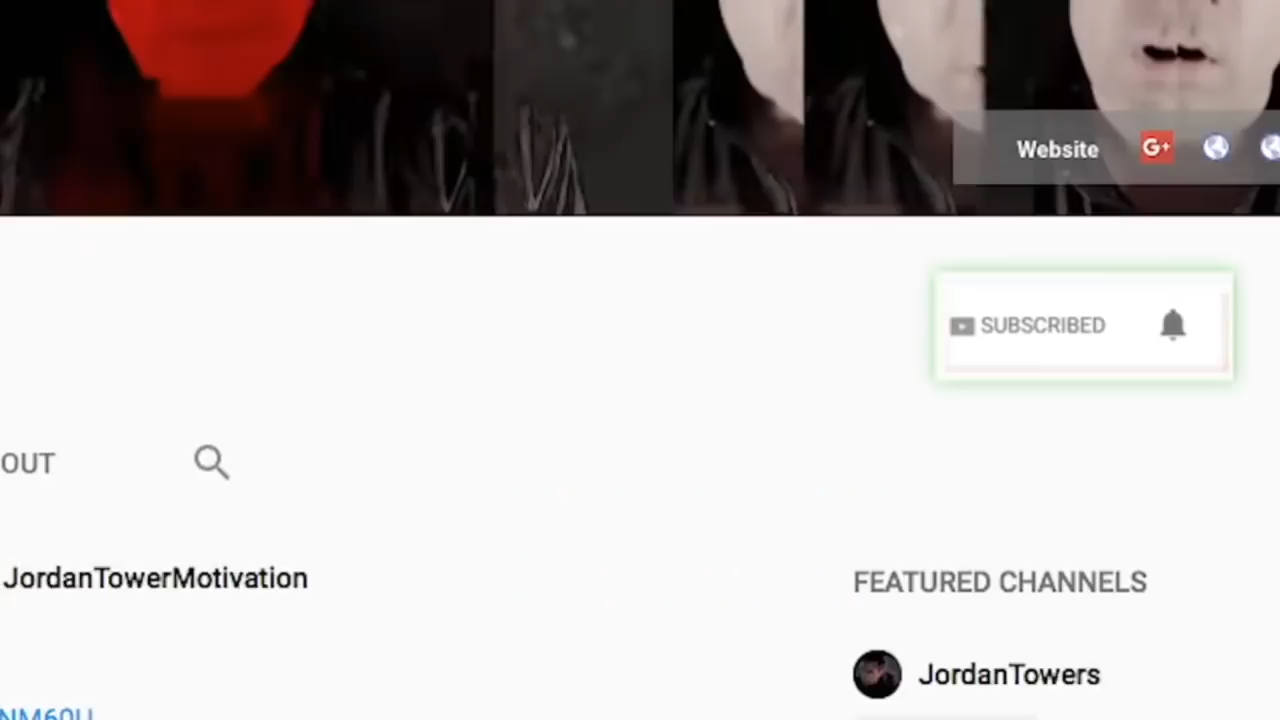 Website G+
SUBSCRIBED
OUT
JordanTowerMotivation
FEATURED CHANNELS
JordanTowers